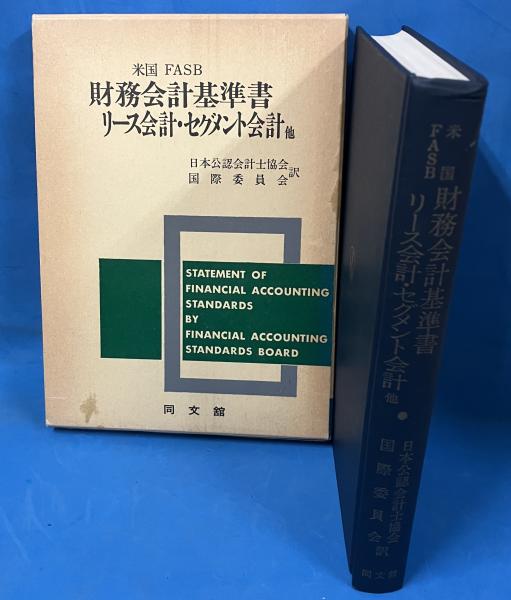 米国 FASB
財務会計基準書
リース会計・セグメント会計 他
日本公認会計士協会
国際委員会 訳
STATEMENT OF
FINANCIAL ACCOUNTING
STANDARDS
BY
FINANCIAL ACCOUNTING
STANDARDS BOARD
同文舘
米国
FASB
財務会計基準書
リース会計・セグメント会計 他
日本公認会計士協会
国際委員会 訳
同文舘